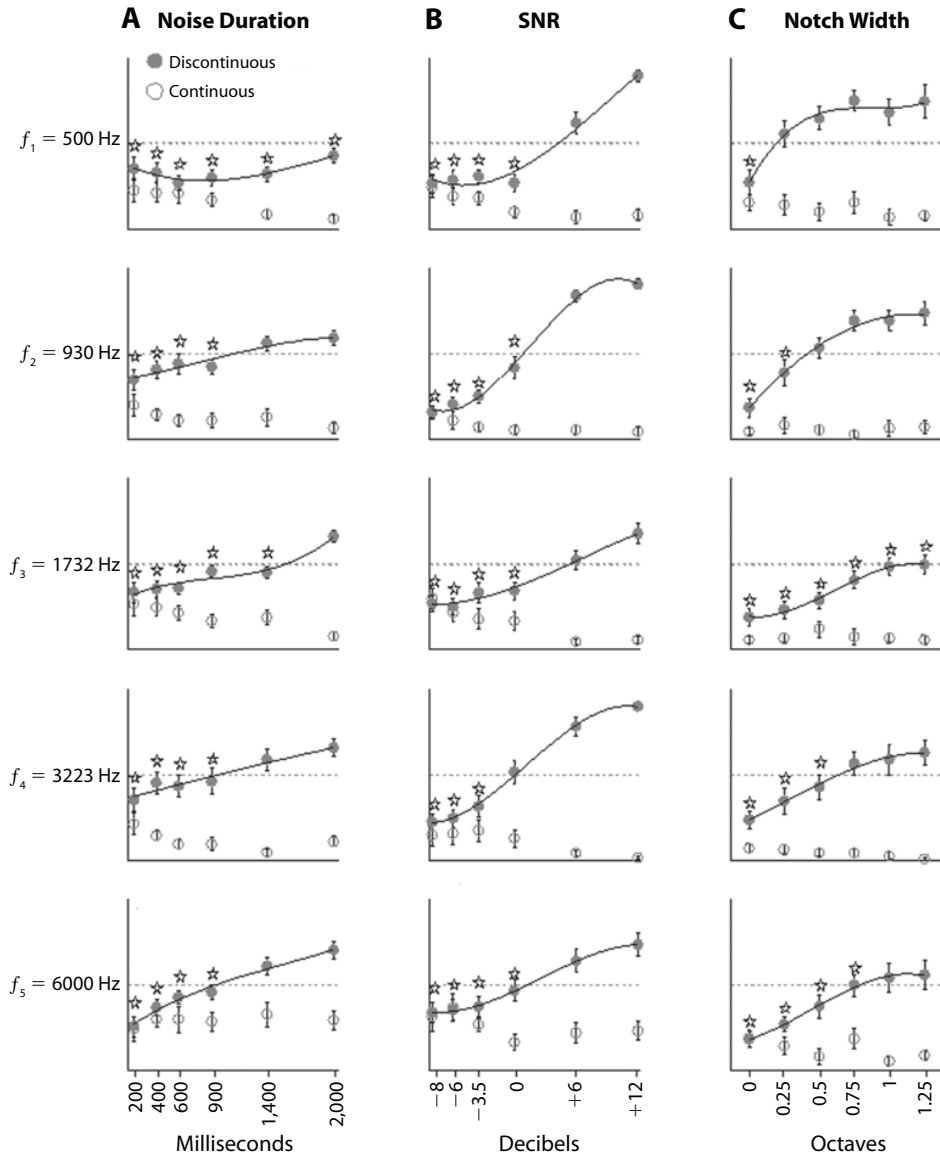 A Noise Duration
B SNR
C Notch Width
Discontinuous
Continuous
f1 = 500 Hz
f2 = 930 Hz
f3 = 1732 Hz
f4 = 3223 Hz
f5 = 6000 Hz
200 400 600 900 1,400 2,000
−8 −6 −3.5 0 +6 +12
0 0.25 0.5 0.75 1 1.25
Milliseconds
Decibels
Octaves